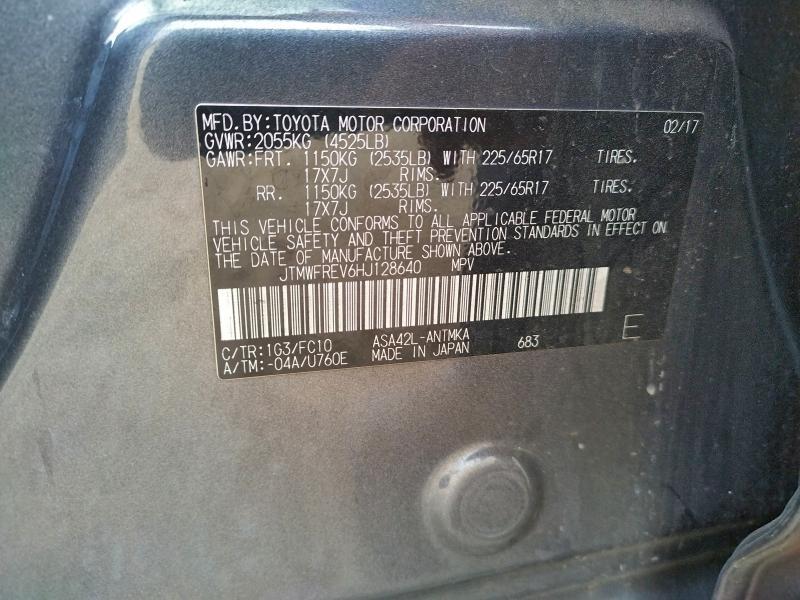 MFD.BY:TOYOTA MOTOR CORPORATION 02/17
GVWR:2055KG (4525LB)
GAWR:FRT. 1150KG (2535LB) WITH 225/65R17 TIRES.
17X7J RIMS.
RR. 1150KG (2535LB) WITH 225/65R17 TIRES.
17X7J RIMS.
THIS VEHICLE CONFORMS TO ALL APPLICABLE FEDERAL MOTOR
VEHICLE SAFETY AND THEFT PREVENTION STANDARDS IN EFFECT ON
THE DATE OF MANUFACTURE SHOWN ABOVE.
JTMWFREV6HJ128640 MPV
C/TR:1G3/FC10 ASA42L-ANTMKA 683 E
A/TM:-04A/U760E MADE IN JAPAN